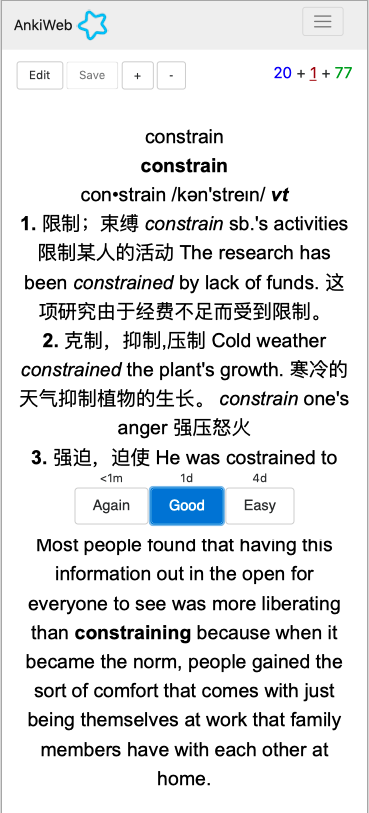 AnkiWeb
Edit Save + - 20 + 1 + 77
constrain
constrain
con•strain /kən'streɪn/ vt
1. 限制；束缚 constrain sb.'s activities
限制某人的活动 The research has
been constrained by lack of funds. 这
项研究由于经费不足而受到限制。
2. 克制，抑制,压制 Cold weather
constrained the plant's growth. 寒冷的
天气抑制植物的生长。 constrain one's
anger 强压怒火
3. 强迫，迫使 He was costrained to
<1m 1d 4d
Again Good Easy
Most people found that having this
information out in the open for
everyone to see was more liberating
than constraining because when it
became the norm, people gained the
sort of comfort that comes with just
being themselves at work that family
members have with each other at
home.